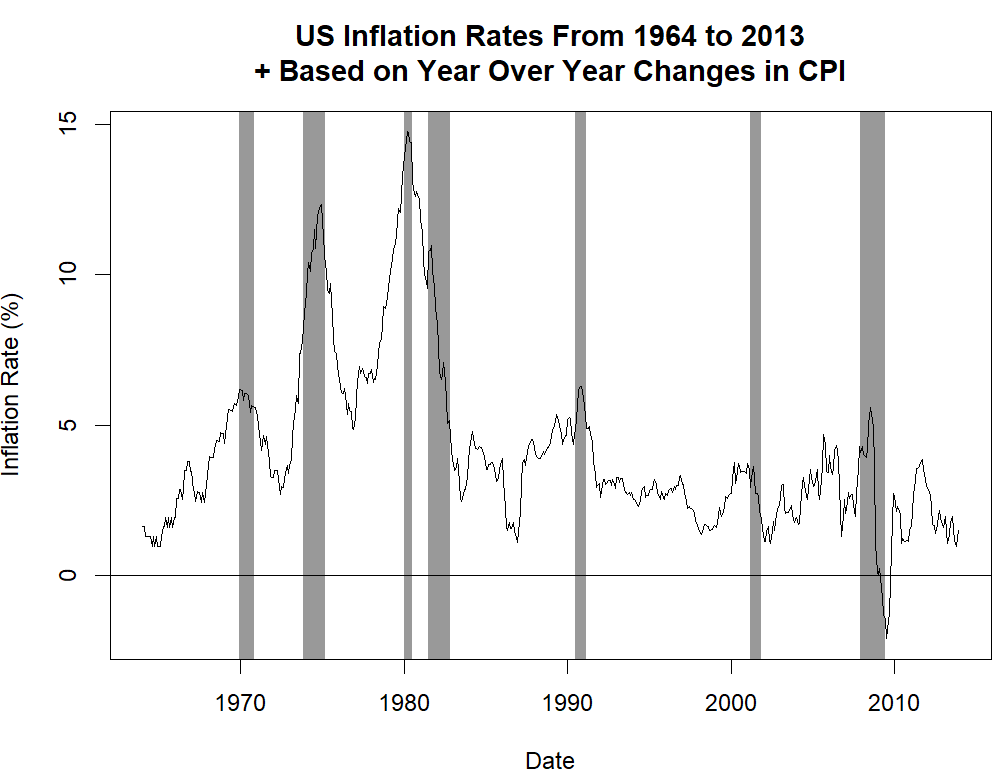 US Inflation Rates From 1964 to 2013
+ Based on Year Over Year Changes in CPI
Inflation Rate (%)
15
10
5
0
1970 1980 1990 2000 2010
Date